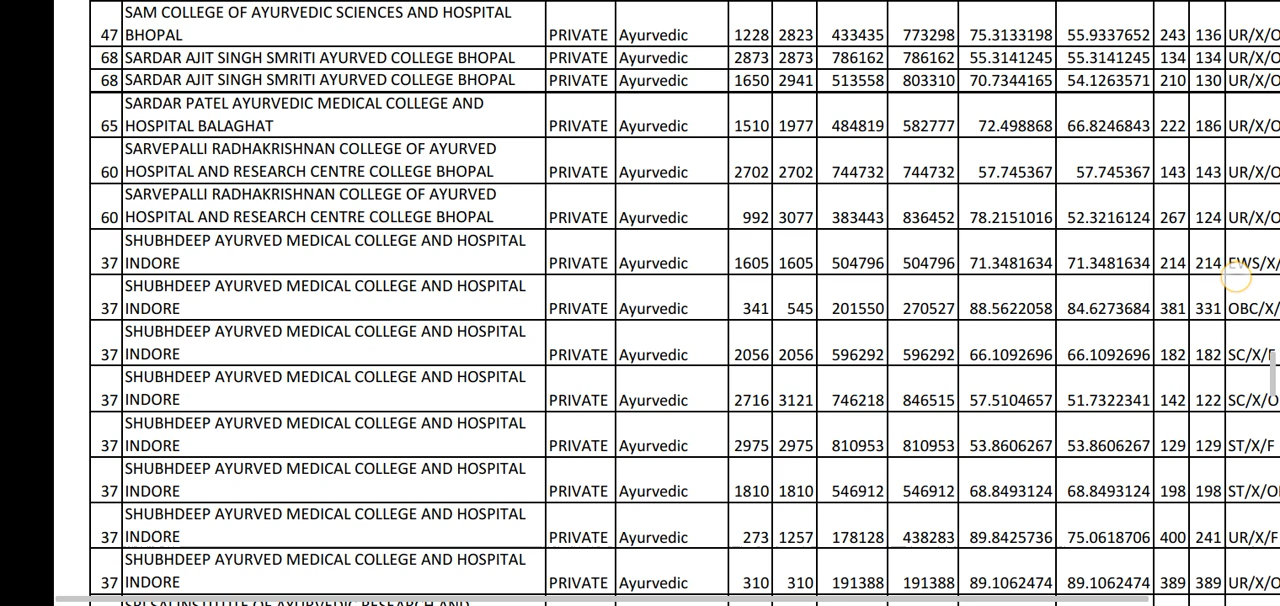 SAM COLLEGE OF AYURVEDIC SCIENCES AND HOSPITAL
47 BHOPAL PRIVATE Ayurvedic 1228 2823 433435 773298 75.3133198 55.9337652 243 136 UR/X/O
68 SARDAR AJIT SINGH SMRITI AYURVED COLLEGE BHOPAL PRIVATE Ayurvedic 2873 2873 786162 786162 55.3141245 55.3141245 134 134 UR/X/O
68 SARDAR AJIT SINGH SMRITI AYURVED COLLEGE BHOPAL PRIVATE Ayurvedic 1650 2941 513558 803310 70.7344165 54.1263571 210 130 UR/X/O
SARDAR PATEL AYURVEDIC MEDICAL COLLEGE AND
65 HOSPITAL BALAGHAT PRIVATE Ayurvedic 1510 1977 484819 582777 72.498868 66.8246843 222 186 UR/X/O
SARVEPALLI RADHAKRISHNAN COLLEGE OF AYURVED
60 HOSPITAL AND RESEARCH CENTRE COLLEGE BHOPAL PRIVATE Ayurvedic 2702 2702 744732 744732 57.745367 57.745367 143 143 UR/X/O
SARVEPALLI RADHAKRISHNAN COLLEGE OF AYURVED
60 HOSPITAL AND RESEARCH CENTRE COLLEGE BHOPAL PRIVATE Ayurvedic 992 3077 383443 836452 78.2151016 52.3216124 267 124 UR/X/O
SHUBHDEEP AYURVED MEDICAL COLLEGE AND HOSPITAL
37 INDORE PRIVATE Ayurvedic 1605 1605 504796 504796 71.3481634 71.3481634 214 214 EWS/X/
SHUBHDEEP AYURVED MEDICAL COLLEGE AND HOSPITAL
37 INDORE PRIVATE Ayurvedic 341 545 201550 270527 88.5622058 84.6273684 381 331 OBC/X/
SHUBHDEEP AYURVED MEDICAL COLLEGE AND HOSPITAL
37 INDORE PRIVATE Ayurvedic 2056 2056 596292 596292 66.1092696 66.1092696 182 182 SC/X/F
SHUBHDEEP AYURVED MEDICAL COLLEGE AND HOSPITAL
37 INDORE PRIVATE Ayurvedic 2716 3121 746218 846515 57.5104657 51.7322341 142 122 SC/X/O
SHUBHDEEP AYURVED MEDICAL COLLEGE AND HOSPITAL
37 INDORE PRIVATE Ayurvedic 2975 2975 810953 810953 53.8606267 53.8606267 129 129 ST/X/F
SHUBHDEEP AYURVED MEDICAL COLLEGE AND HOSPITAL
37 INDORE PRIVATE Ayurvedic 1810 1810 546912 546912 68.8493124 68.8493124 198 198 ST/X/O
SHUBHDEEP AYURVED MEDICAL COLLEGE AND HOSPITAL
37 INDORE PRIVATE Ayurvedic 273 1257 178128 438283 89.8425736 75.0618706 400 241 UR/X/F
SHUBHDEEP AYURVED MEDICAL COLLEGE AND HOSPITAL
37 INDORE PRIVATE Ayurvedic 310 310 191388 191388 89.1062474 89.1062474 389 389 UR/X/O